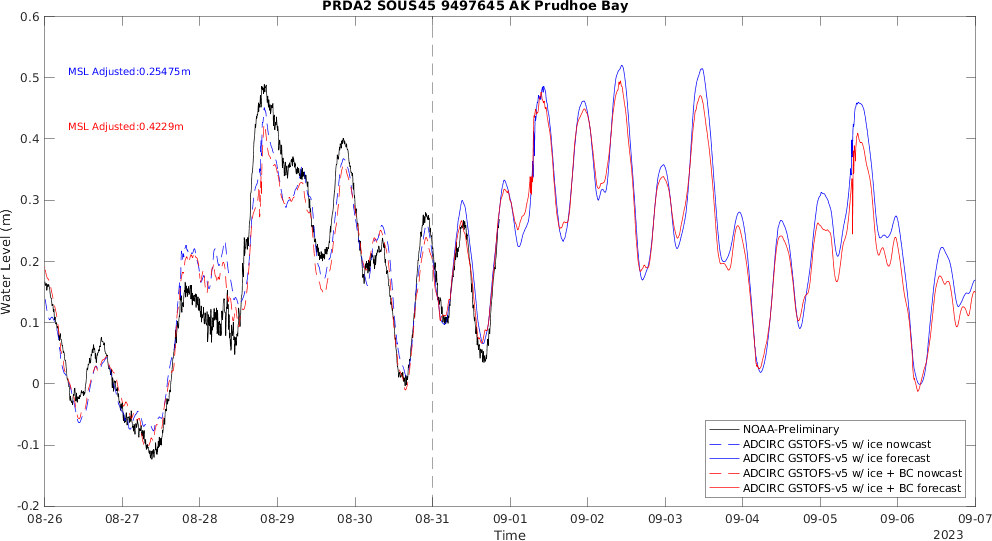 PRDA2 SOUS45 9497645 AK Prudhoe Bay
0.6
0.5
0.4
0.3
0.2
0.1
0
-0.1
-0.2
Water Level (m)
MSL Adjusted:0.25475m
MSL Adjusted:0.4229m
NOAA-Preliminary
ADCIRC GSTOFS-v5 w/ ice nowcast
ADCIRC GSTOFS-v5 w/ ice forecast
ADCIRC GSTOFS-v5 w/ ice + BC nowcast
ADCIRC GSTOFS-v5 w/ ice + BC forecast
08-26 08-27 08-28 08-29 08-30 08-31 09-01 09-02 09-03 09-04 09-05 09-06 09-07
Time
2023